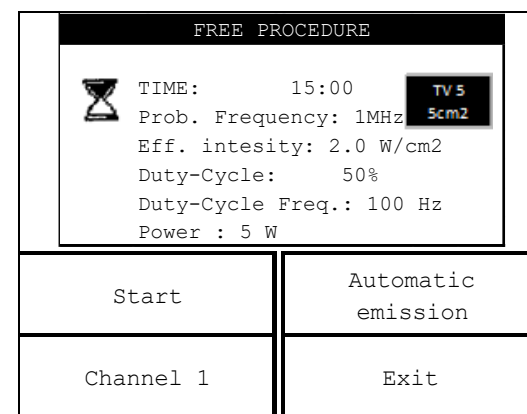 FREE PROCEDURE
TIME: 15:00
TV 5
Prob. Frequency: 1MHz
5cm2
Eff. intesity: 2.0 W/cm2
Duty-Cycle: 50%
Duty-Cycle Freq.: 100 Hz
Power : 5 W
Start
Automatic
emission
Channel 1
Exit